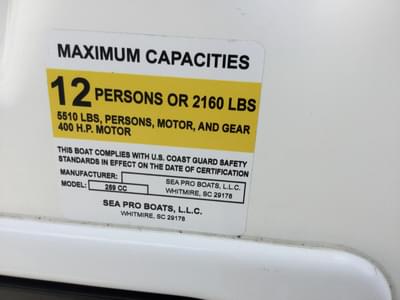 MAXIMUM CAPACITIES
12 PERSONS OR 2160 LBS
5510 LBS, PERSONS, MOTOR, AND GEAR
400 H.P. MOTOR
THIS BOAT COMPLIES WITH U.S. COAST GUARD SAFETY
STANDARDS IN EFFECT ON THE DATE OF CERTIFICATION
MANUFACTURER: SEA PRO BOATS, L.L.C.
MODEL: 259 CC WHITMIRE, SC 29178
SEA PRO BOATS, L.L.C.
WHITMIRE, SC 29178